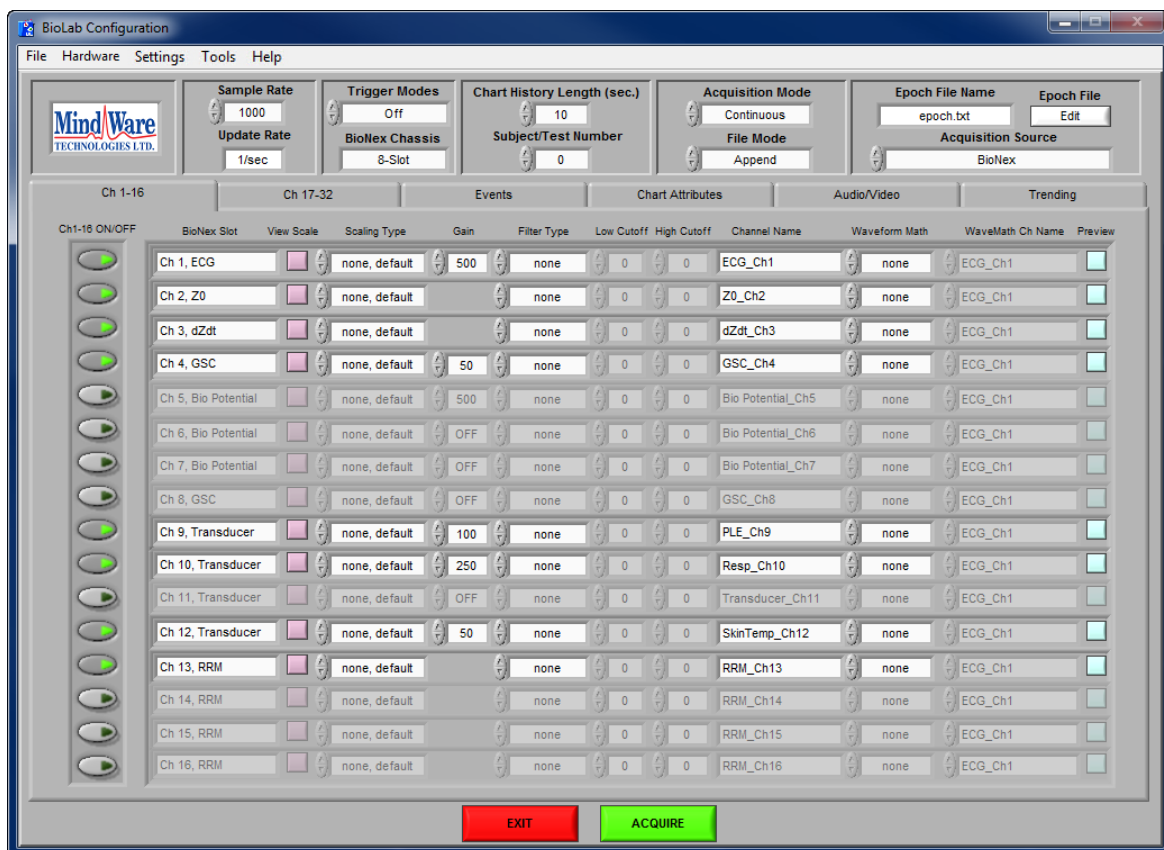 BioLab Configuration
File Hardware Settings Tools Help
MindWare
TECHNOLOGIES LTD.
Sample Rate
1000
Update Rate
1/sec
Trigger Modes
Off
BioNex Chassis
8-Slot
Chart History Length (sec.)
10
Subject/Test Number
0
Acquisition Mode
Continuous
File Mode
Append
Epoch File Name
epoch.txt
Epoch File
Edit
Acquisition Source
BioNex
Ch 1-16 Ch 17-32 Events Chart Attributes Audio/Video Trending
Ch1-16 ON/OFF BioNex Slot View Scale Scaling Type Gain Filter Type Low Cutoff High Cutoff Channel Name Waveform Math WaveMath Ch Name Preview
Ch 1, ECG none, default 500 none 0 0 ECG_Ch1 none ECG_Ch1
Ch 2, Z0 none, default none 0 0 Z0_Ch2 none ECG_Ch1
Ch 3, dZdt none, default none 0 0 dZdt_Ch3 none ECG_Ch1
Ch 4, GSC none, default 50 none 0 0 GSC_Ch4 none ECG_Ch1
Ch 5, Bio Potential none, default 500 none 0 0 Bio Potential_Ch5 none ECG_Ch1
Ch 6, Bio Potential none, default OFF none 0 0 Bio Potential_Ch6 none ECG_Ch1
Ch 7, Bio Potential none, default OFF none 0 0 Bio Potential_Ch7 none ECG_Ch1
Ch 8, GSC none, default OFF none 0 0 GSC_Ch8 none ECG_Ch1
Ch 9, Transducer none, default 100 none 0 0 PLE_Ch9 none ECG_Ch1
Ch 10, Transducer none, default 250 none 0 0 Resp_Ch10 none ECG_Ch1
Ch 11, Transducer none, default OFF none 0 0 Transducer_Ch11 none ECG_Ch1
Ch 12, Transducer none, default 50 none 0 0 SkinTemp_Ch12 none ECG_Ch1
Ch 13, RRM none, default none 0 0 RRM_Ch13 none ECG_Ch1
Ch 14, RRM none, default none 0 0 RRM_Ch14 none ECG_Ch1
Ch 15, RRM none, default none 0 0 RRM_Ch15 none ECG_Ch1
Ch 16, RRM none, default none 0 0 RRM_Ch16 none ECG_Ch1
EXIT ACQUIRE